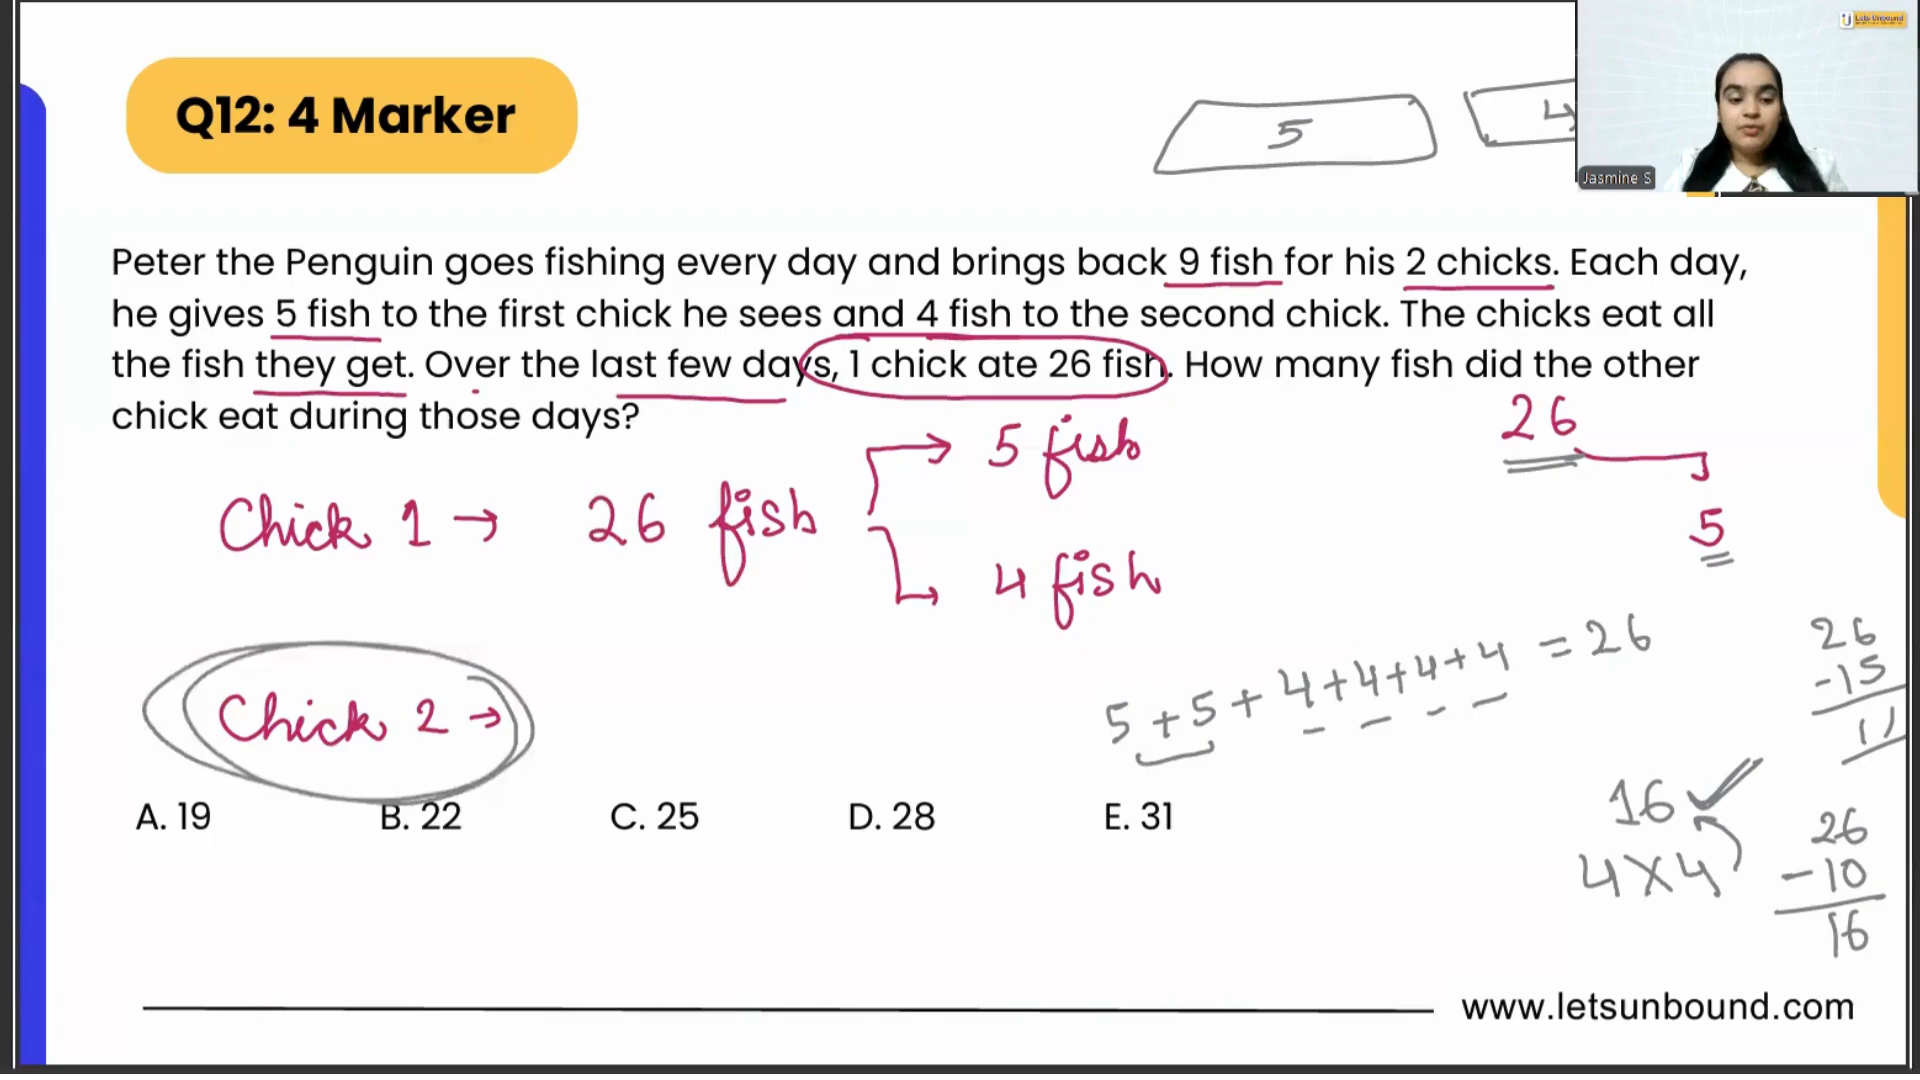 Lets Unbound
Q12: 4 Marker
5
4
Jasmine S
Peter the Penguin goes fishing every day and brings back 9 fish for his 2 chicks. Each day,
he gives 5 fish to the first chick he sees and 4 fish to the second chick. The chicks eat all
the fish they get. Over the last few days, 1 chick ate 26 fish. How many fish did the other
chick eat during those days?
26
5 fish
Chick 1 → 26 fish
5
4 fish
5+5+4+4+4+4 = 26
26
-15
11
Chick 2 →
16 ✓
4×4
26
-10
16
A. 19 B. 22 C. 25 D. 28 E. 31
www.letsunbound.com